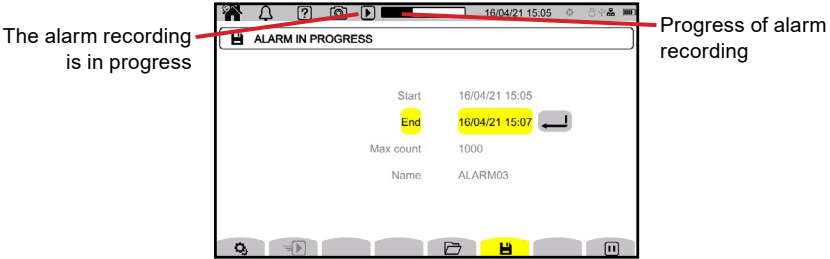 16/04/21 15:05
The alarm recording
is in progress
Progress of alarm
recording
ALARM IN PROGRESS
Start 16/04/21 15:05
End 16/04/21 15:07
Max count 1000
Name ALARM03